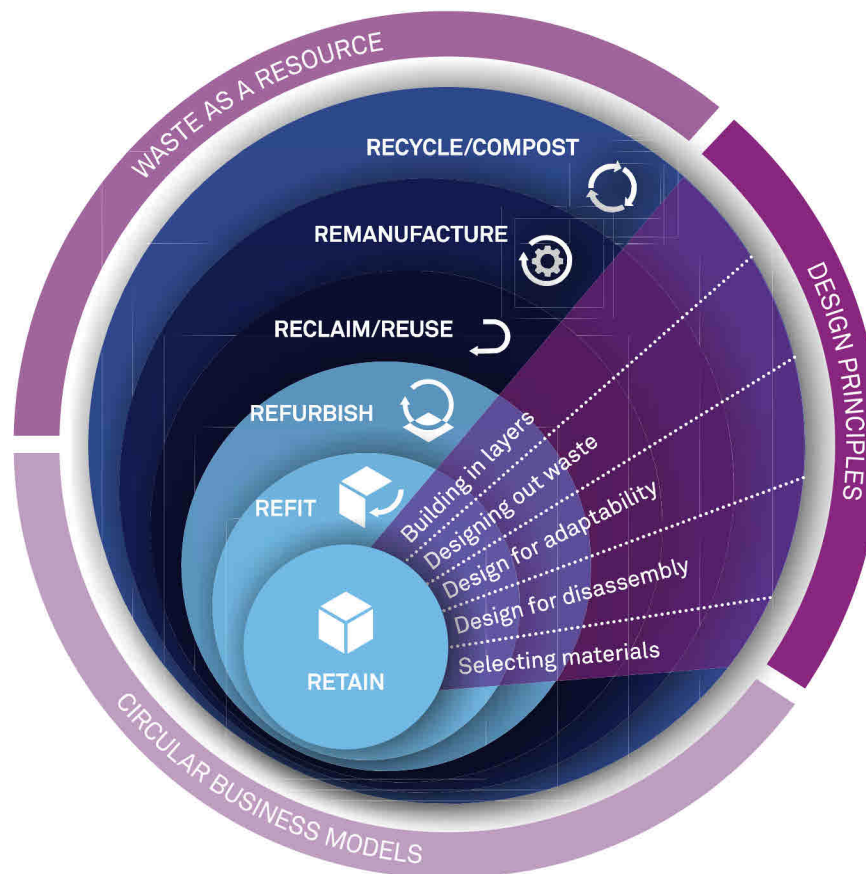 WASTE AS A RESOURCE
RECYCLE/COMPOST
REMANUFACTURE
RECLAIM/REUSE
REFURBISH
REFIT
RETAIN
Building in layers
Designing out waste
Design for adaptability
Design for disassembly
Selecting materials
DESIGN PRINCIPLES
CIRCULAR BUSINESS MODELS